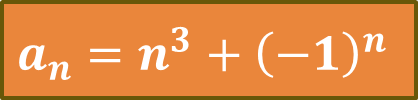 aₙ = n³ + (−1)ⁿ